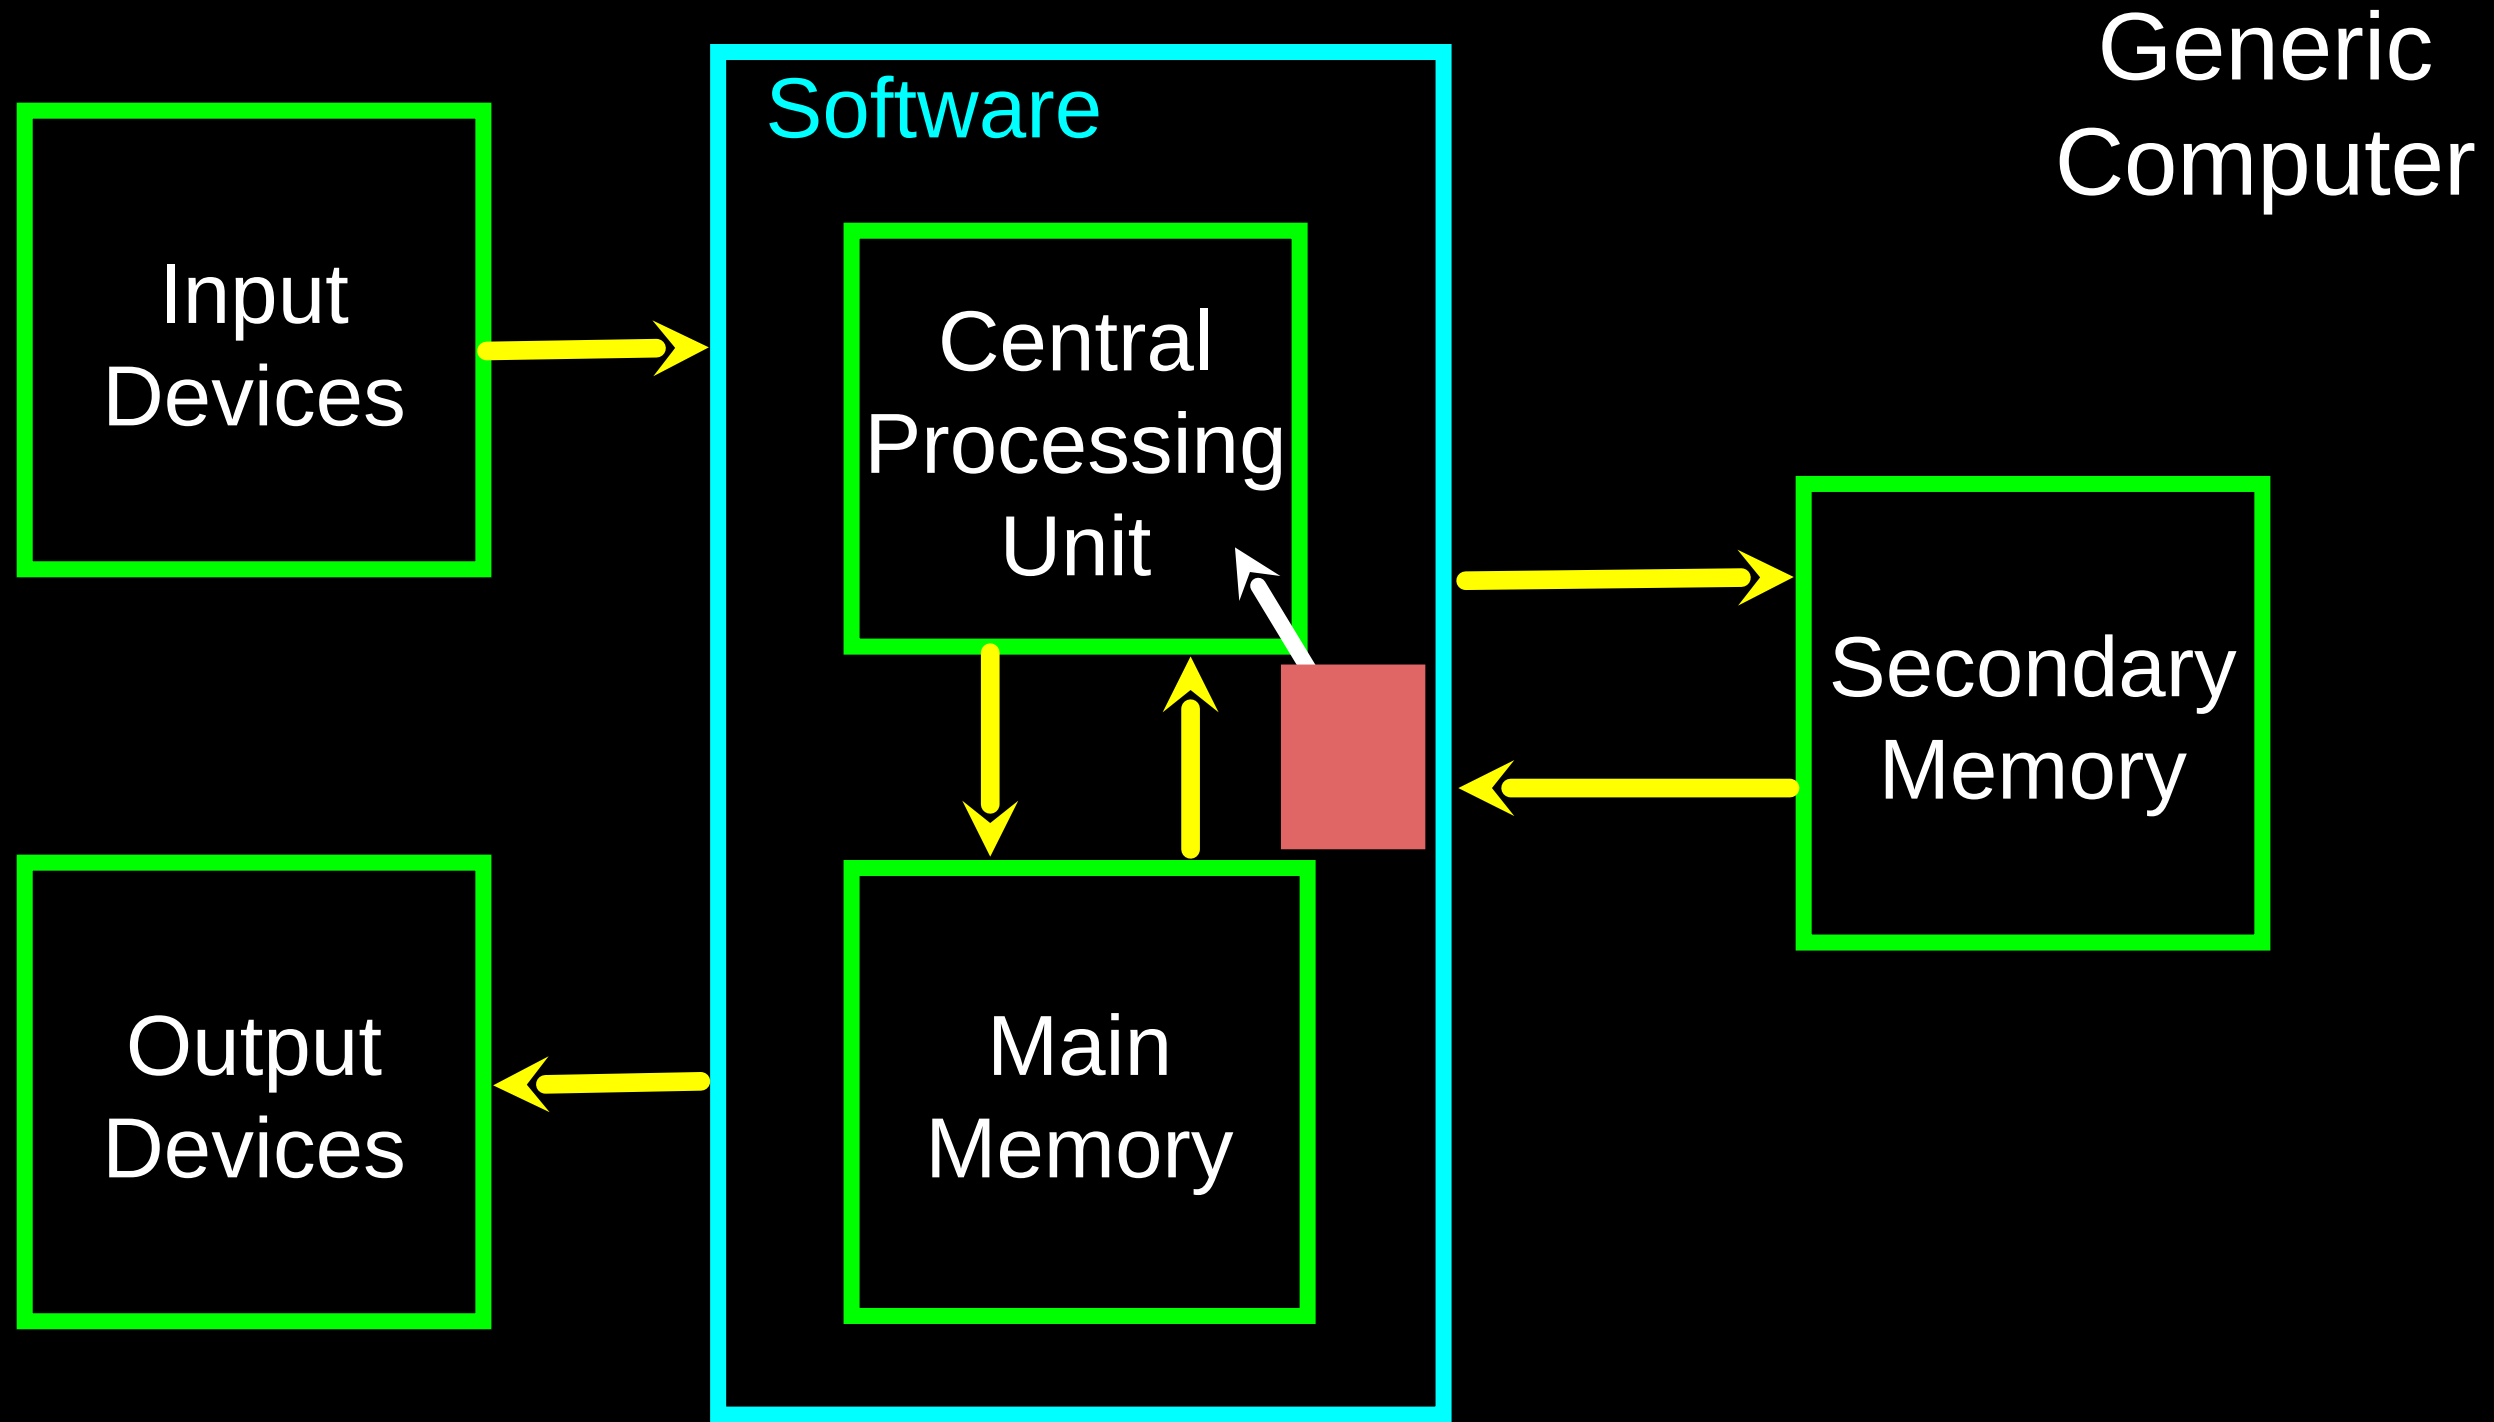 Generic
Computer
Software
Input
Devices
Central
Processing
Unit
Secondary
Memory
Output
Devices
Main
Memory